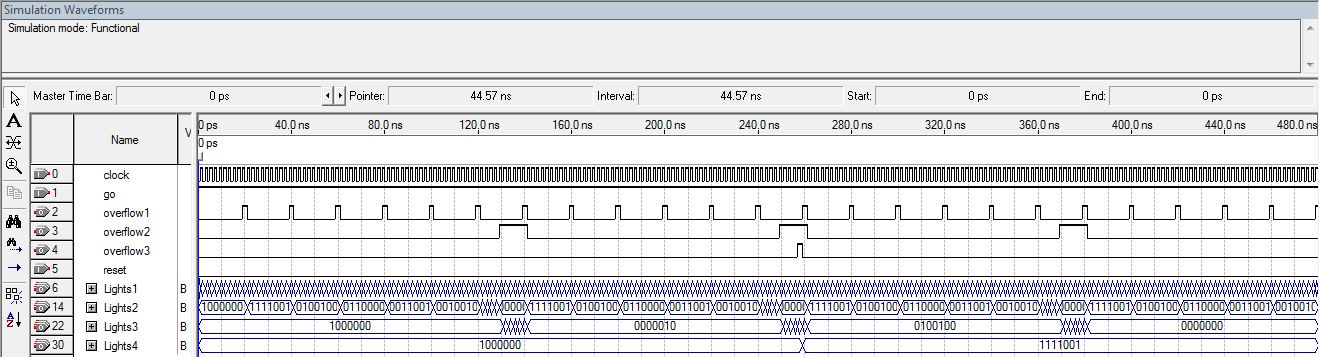 Simulation Waveforms
Simulation mode: Functional
Master Time Bar: 0 ps Pointer: 44.57 ns Interval: 44.57 ns Start: 0 ps End: 0 ps
Name V 0 ps 40.0 ns 80.0 ns 120.0 ns 160.0 ns 200.0 ns 240.0 ns 280.0 ns 320.0 ns 360.0 ns 400.0 ns 440.0 ns 480.0 ns
0 ps
0 clock
1 go
2 overflow1
3 overflow2
4 overflow3
5 reset
6 Lights1 B
14 Lights2 B 1000000 1111001 0100100 0110000 0011001 0010010 0000 1111001 0100100 0110000 0011001 0010010 0000 1111001 0100100 0110000 0011001 0010010 0000 1111001 0100100 0110000 0011001 0010010
22 Lights3 B 1000000 0000010 0100100 0000000
30 Lights4 B 1000000 1111001